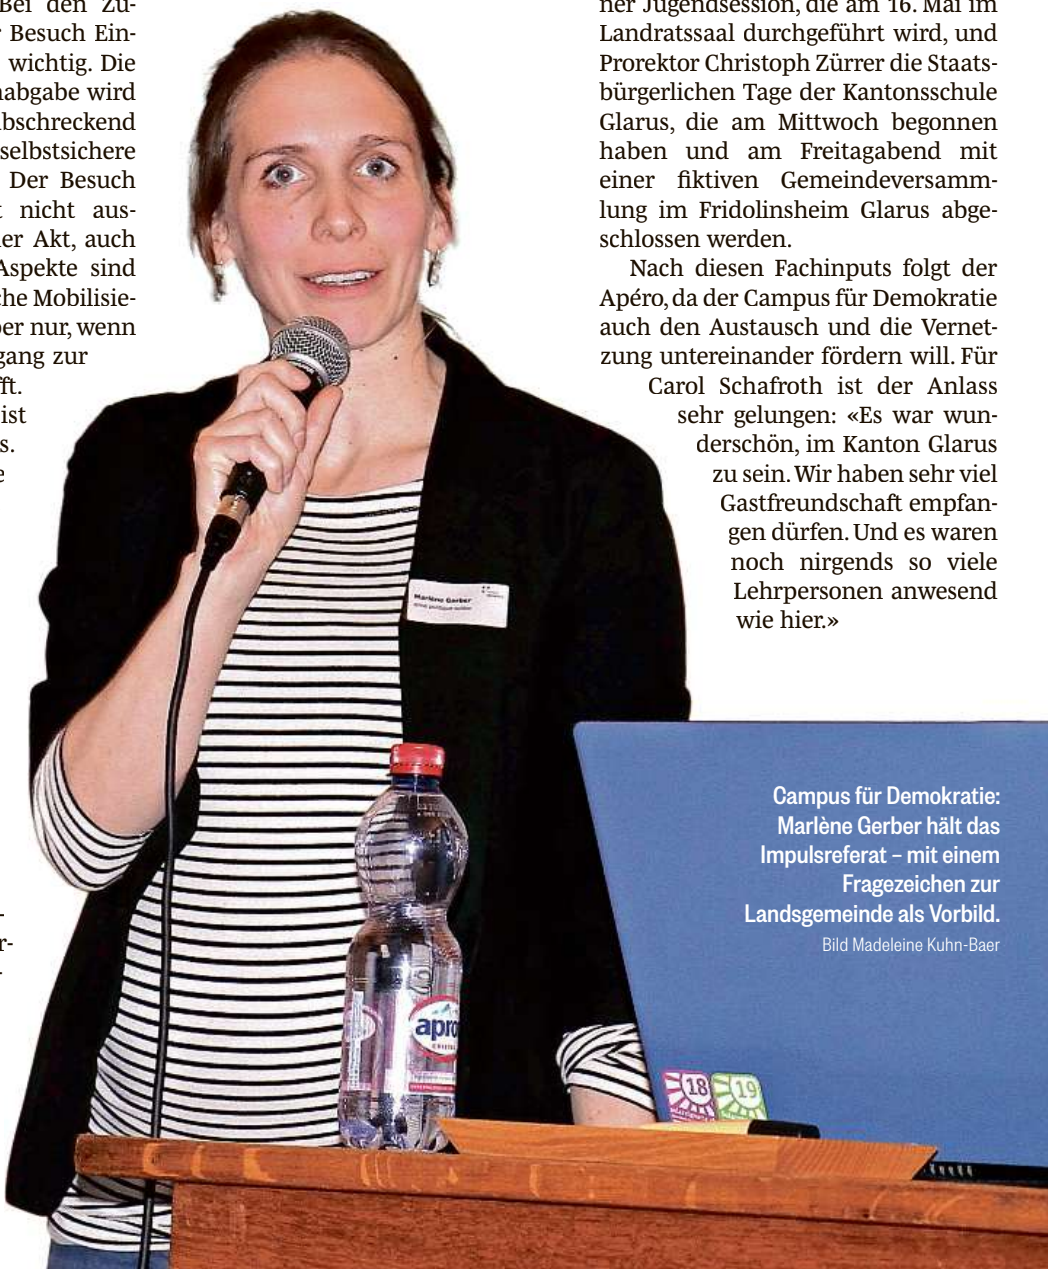 Bei den Zu-
Besuch Ein-
wichtig. Die
nabgabe wird
bschreckend
selbstsichere
Der Besuch
nicht aus-
er Akt, auch
Aspekte sind
che Mobilisie-
er nur, wenn
gang zur
fft.
ist
s.
e
-
r-
-
ner Jugendsession, die am 16. Mai im
Landratssaal durchgeführt wird, und
Prorektor Christoph Zürrer die Staats-
bürgerlichen Tage der Kantonsschule
Glarus, die am Mittwoch begonnen
haben und am Freitagabend mit
einer fiktiven Gemeindeversamm-
lung im Fridolinsheim Glarus abge-
schlossen werden.
Nach diesen Fachinputs folgt der
Apéro, da der Campus für Demokratie
auch den Austausch und die Vernet-
zung untereinander fördern will. Für
Carol Schafroth ist der Anlass
sehr gelungen: «Es war wun-
derschön, im Kanton Glarus
zu sein. Wir haben sehr viel
Gastfreundschaft empfan-
gen dürfen. Und es waren
noch nirgends so viele
Lehrpersonen anwesend
wie hier.»
Marlène Gerber
Campus für Demokratie:
Marlène Gerber hält das
Impulsreferat – mit einem
Fragezeichen zur
Landsgemeinde als Vorbild.
Bild Madeleine Kuhn-Baer
apro
CRISTAL
18
19